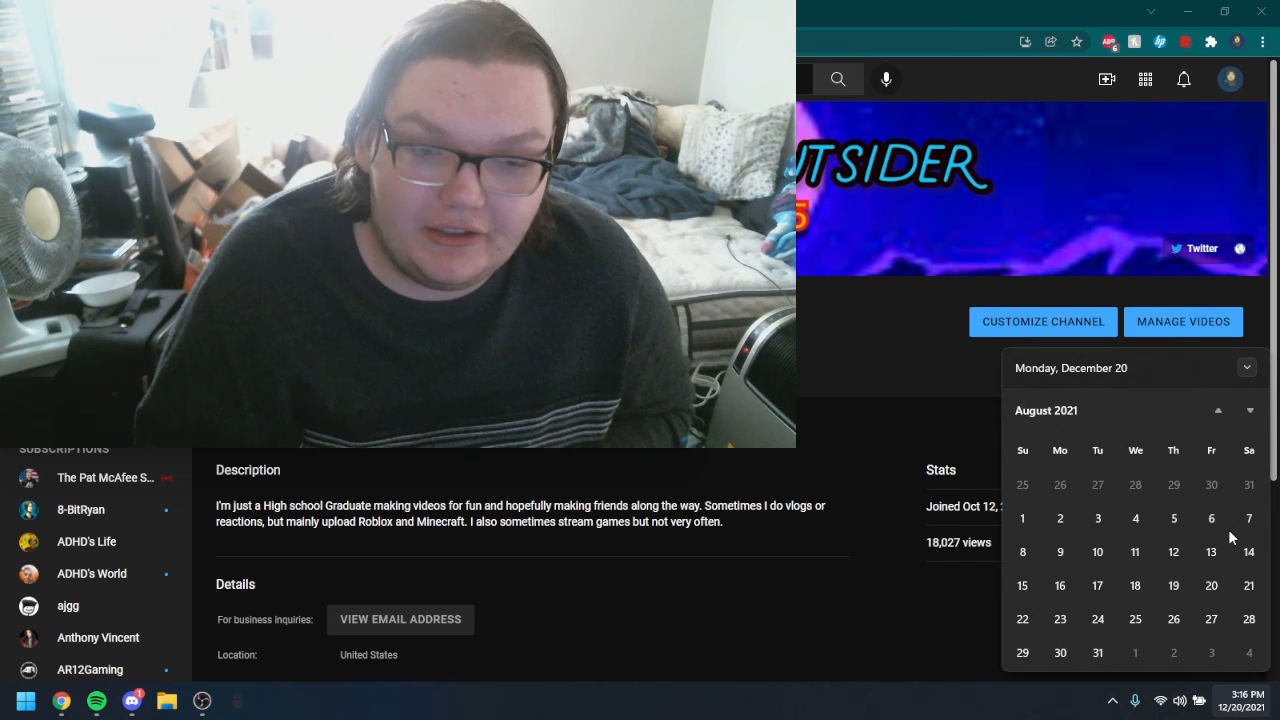 ABP
6
hp
UTSIDER
5
Twitter
CUSTOMIZE CHANNEL
MANAGE VIDEOS
Monday, December 20
August 2021
Su Mo Tu We Th Fr Sa
25 26 27 28 29 30 31
1 2 3 4 5 6 7
8 9 10 11 12 13 14
15 16 17 18 19 20 21
22 23 24 25 26 27 28
29 30 31 1 2 3 4
SUBSCRIPTIONS
The Pat McAfee S...
8-BitRyan
ADHD's Life
ADHD's World
ajgg
Anthony Vincent
AR12Gaming
Description
I'm just a High school Graduate making videos for fun and hopefully making friends along the way. Sometimes I do vlogs or
reactions, but mainly upload Roblox and Minecraft. I also sometimes stream games but not very often.
Details
For business inquiries:
VIEW EMAIL ADDRESS
Location:
United States
Stats
Joined Oct 12,
18,027 views
1
3:16 PM
12/20/2021